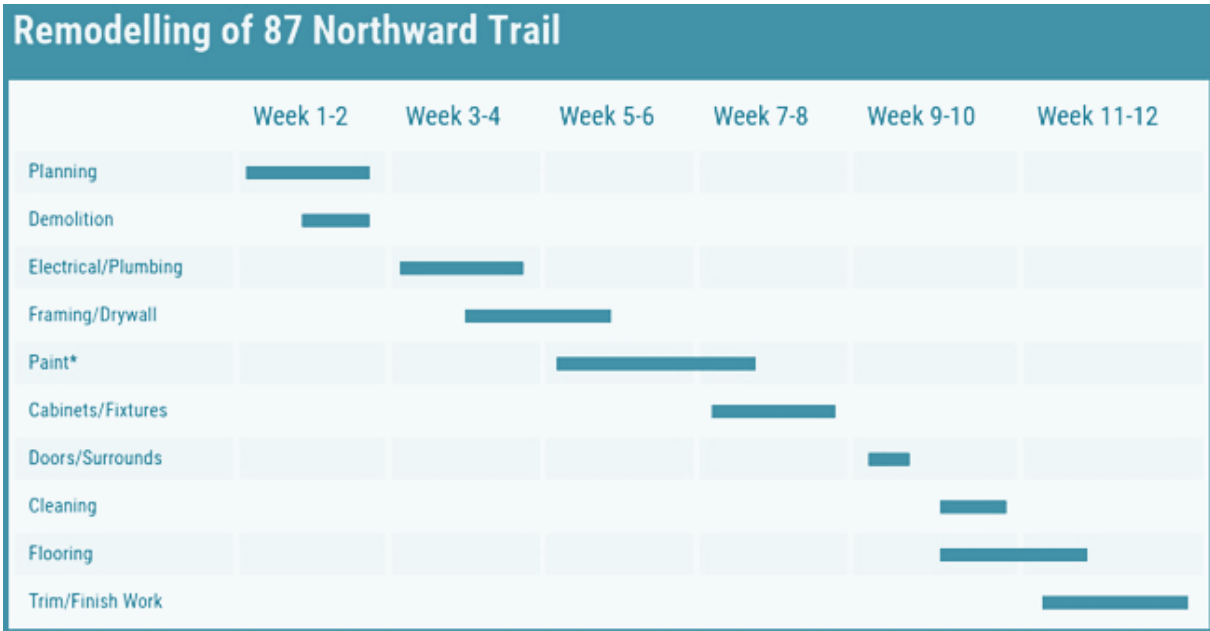 Remodelling of 87 Northward Trail
Week 1-2 Week 3-4 Week 5-6 Week 7-8 Week 9-10 Week 11-12
Planning
Demolition
Electrical/Plumbing
Framing/Drywall
Paint*
Cabinets/Fixtures
Doors/Surrounds
Cleaning
Flooring
Trim/Finish Work